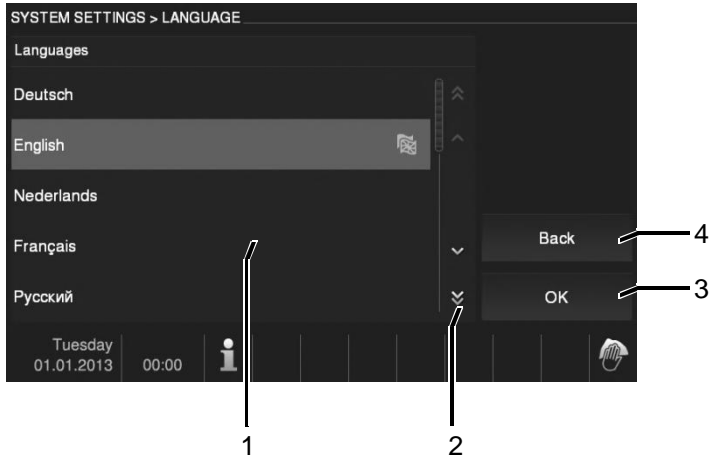 SYSTEM SETTINGS > LANGUAGE
Languages
Deutsch
English
Nederlands
Français
Русский
Back
OK
4
3
Tuesday
01.01.2013
00:00
1
2